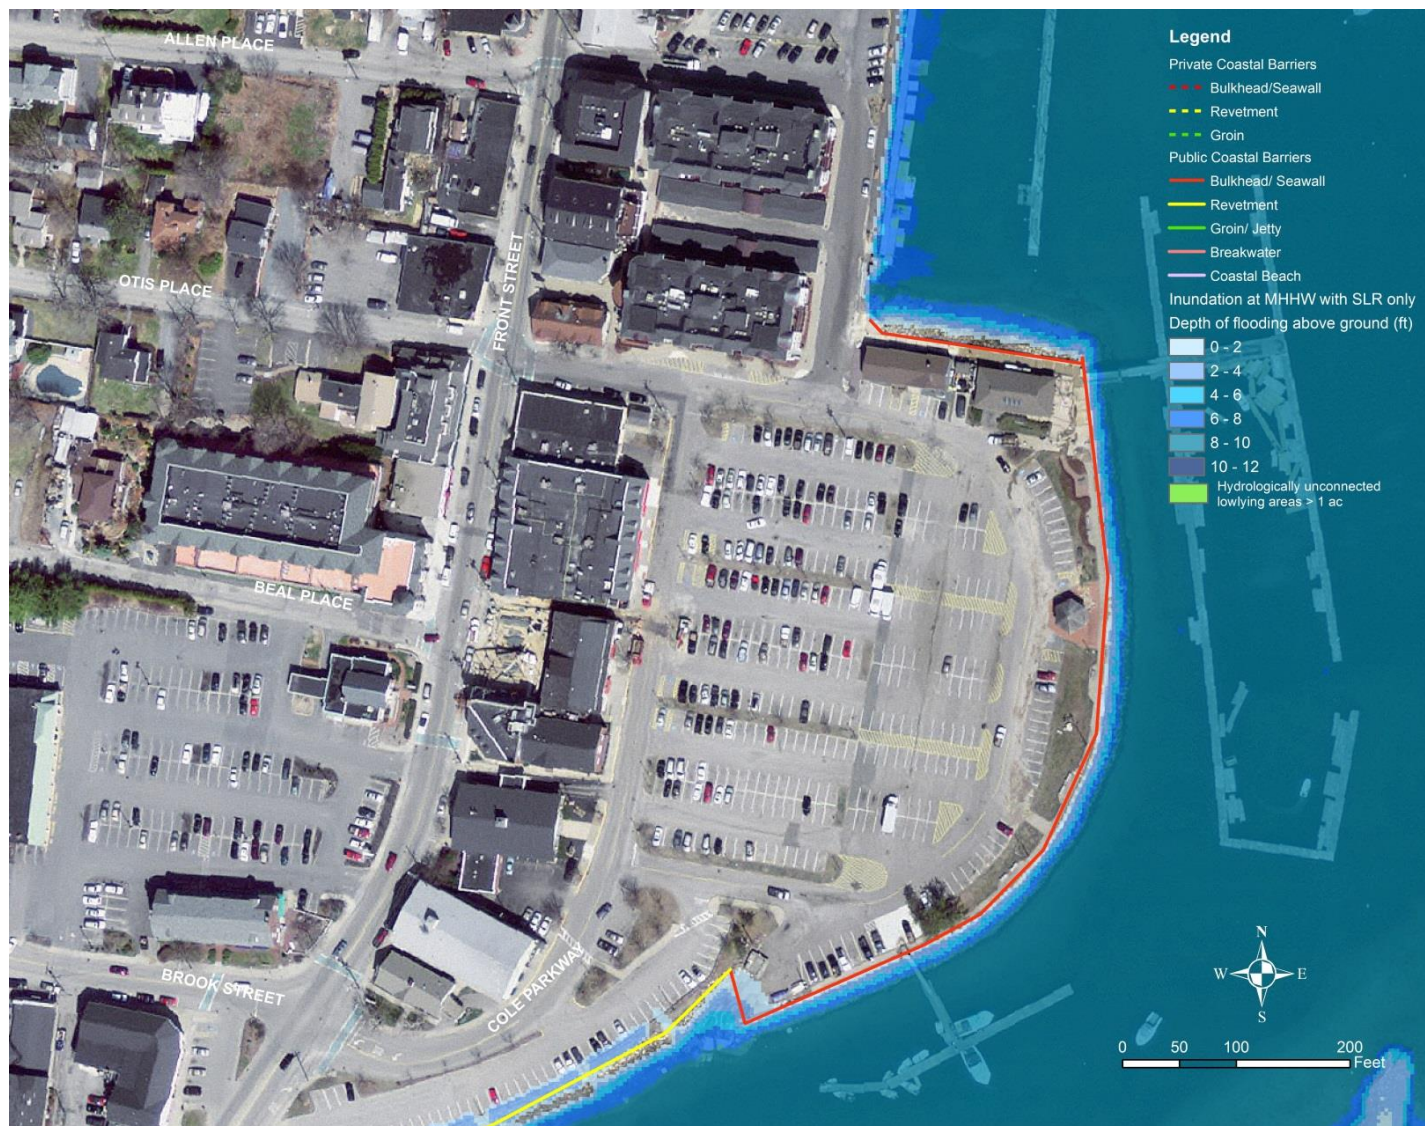 ALLEN PLACE
OTIS PLACE
FRONT STREET
BEAL PLACE
BROOK STREET
COLE PARKWAY
Legend
Private Coastal Barriers
Bulkhead/Seawall
Revetment
Groin
Public Coastal Barriers
Bulkhead/ Seawall
Revetment
Groin/ Jetty
Breakwater
Coastal Beach
Inundation at MHHW with SLR only
Depth of flooding above ground (ft)
0 - 2
2 - 4
4 - 6
6 - 8
8 - 10
10 - 12
Hydrologically unconnected
lowlying areas > 1 ac
N
W E
S
0 50 100 200
Feet